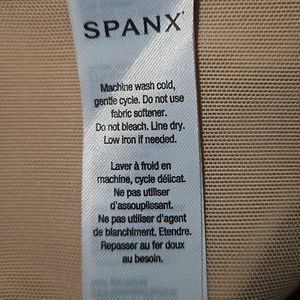 SPANX
Machine wash cold,
gentle cycle. Do not use
fabric softener.
Do not bleach. Line dry.
Low iron if needed.
Laver à froid en
machine, cycle délicat.
Ne pas utiliser
d'assouplissant.
Ne pas utiliser d'agent
de blanchiment. Etendre.
Repasser au fer doux
au besoin.